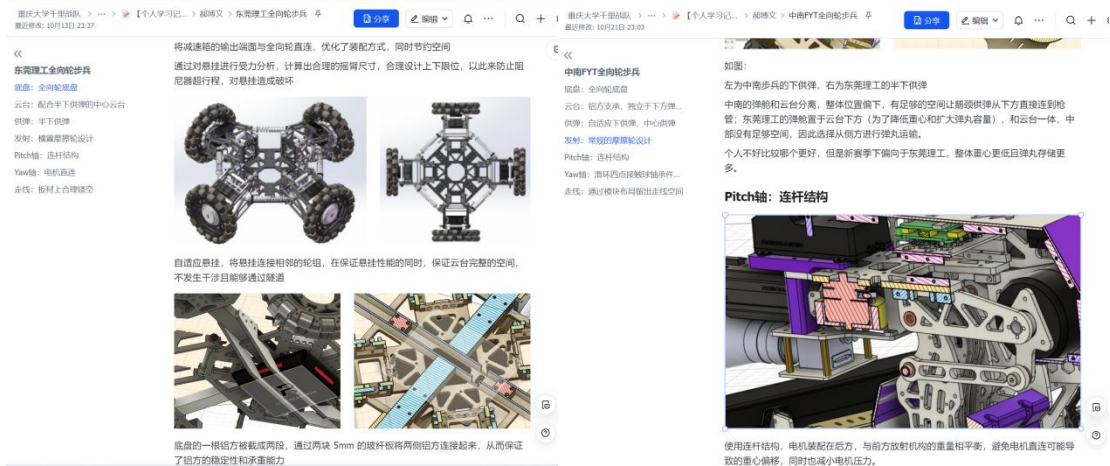 重庆大学千里战队 > ··· > 【个人学习记... > 郝博文 > 东莞理工全向轮步兵
最近修改: 10月13日 23:37
分享
编辑
东莞理工全向轮步兵
底盘：全向轮底盘
云台：配合半下供弹的中心云台
供弹：半下供弹
发射：横置摩擦轮设计
Pitch轴：连杆结构
Yaw轴：电机直连
走线：板材上合理镂空
将减速箱的输出端面与全向轮直连，优化了装配方式，同时节约空间
通过对悬挂进行受力分析，计算出合理的摇臂尺寸，合理设计上下限位，以此来防止阻
尼器超行程，对悬挂造成破坏
自适应悬挂，将悬挂连接相邻的轮组，在保证悬挂性能的同时，保证云台完整的空间，
不发生干涉且能够通过隧道
底盘的一根铝方被截成两段，通过两块 5mm 的玻纤板将两侧铝方连接起来，从而保证
了铝方的稳定性和承重能力
重庆大学千里战队 > ··· > 【个人学习记... > 郝博文 > 中南FYT全向轮步兵
最近修改: 10月21日 23:03
分享
编辑
中南FYT全向轮步兵
底盘：全向轮底盘
云台：铝方支承，独立于下方弹...
供弹：自适应下供弹，中心供弹
发射：常规的摩擦轮设计
Pitch轴：连杆结构
Yaw轴：滑环四点接触球轴承件...
走线：通过模块布局留出走线空间
如图：
左为中南步兵的下供弹，右为东莞理工的半下供弹
中南的弹舱和云台分离，整体位置偏下，有足够的空间让鹅颈供弹从下方直接连到枪
管；东莞理工的弹舱置于云台下方（为了降低重心和扩大弹丸容量），和云台一体，中
部没有足够空间，因此选择从侧方进行弹丸运输。
个人不好比较哪个更好，但是新赛季下偏向于东莞理工，整体重心更低且弹丸存储更
多。
Pitch轴：连杆结构
使用连杆结构，电机装配在后方，与前方放射机构的重量相平衡，避免电机直连可能导
致的重心偏移，同时也减小电机压力。